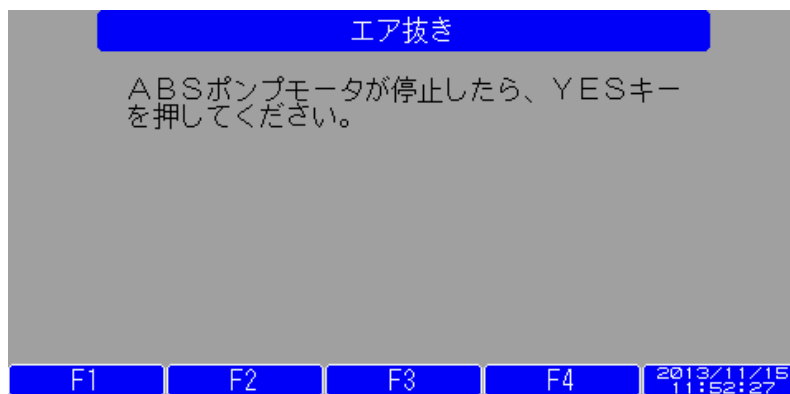 エア抜き
ＡＢＳポンプモータが停止したら、ＹＥＳキー
を押してください。
F1
F2
F3
F4
2013/11/15
11:52:27